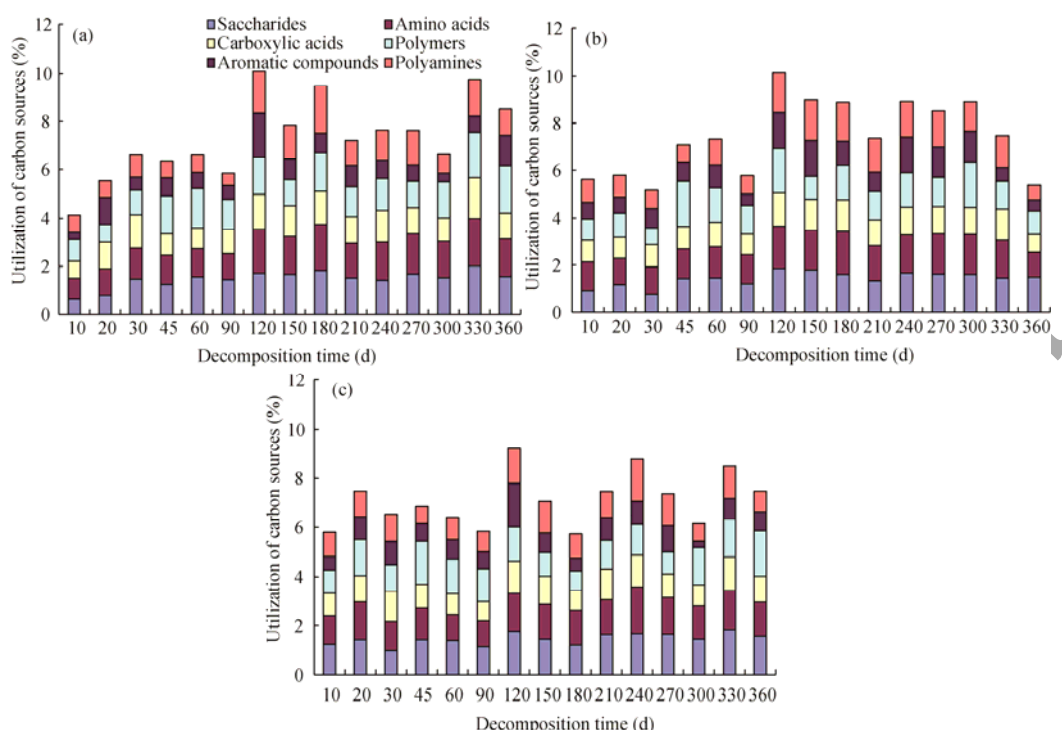 12
10
8
6
4
2
0
Utilization of carbon sources (%)
(a)
Saccharides
Amino acids
Carboxylic acids
Polymers
Aromatic compounds
Polyamines
10 20 30 45 60 90 120 150 180 210 240 270 300 330 360
Decomposition time (d)
12
10
8
6
4
2
0
Utilization of carbon sources (%)
(b)
10 20 30 45 60 90 120 150 180 210 240 270 300 330 360
Decomposition time (d)
12
10
8
6
4
2
0
Utilization of carbon sources (%)
(c)
10 20 30 45 60 90 120 150 180 210 240 270 300 330 360
Decomposition time (d)